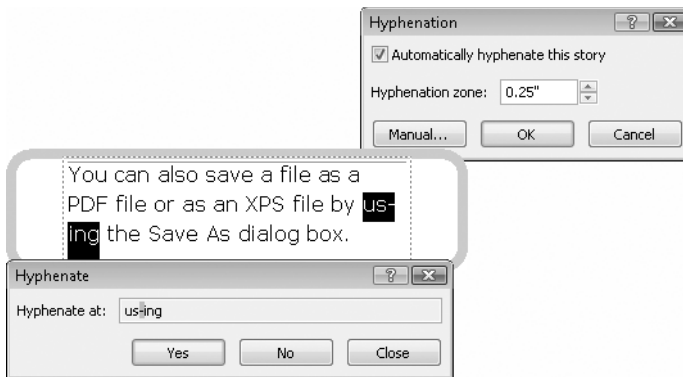 Hyphenation
Automatically hyphenate this story
Hyphenation zone: 0.25"
Manual... OK Cancel
You can also save a file as a
PDF file or as an XPS file by us-
ing the Save As dialog box.
Hyphenate
Hyphenate at: us-ing
Yes No Close